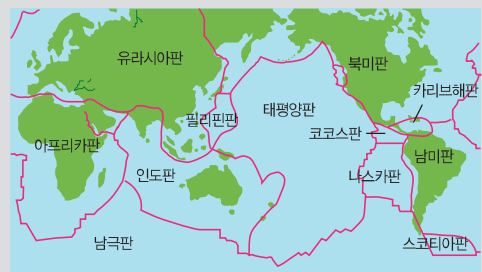 유라시아판
북미판
카리브해판
태평양판
필리핀판
코코스판
아프리카판
남미판
인도판
나스카판
남극판
스코티아판